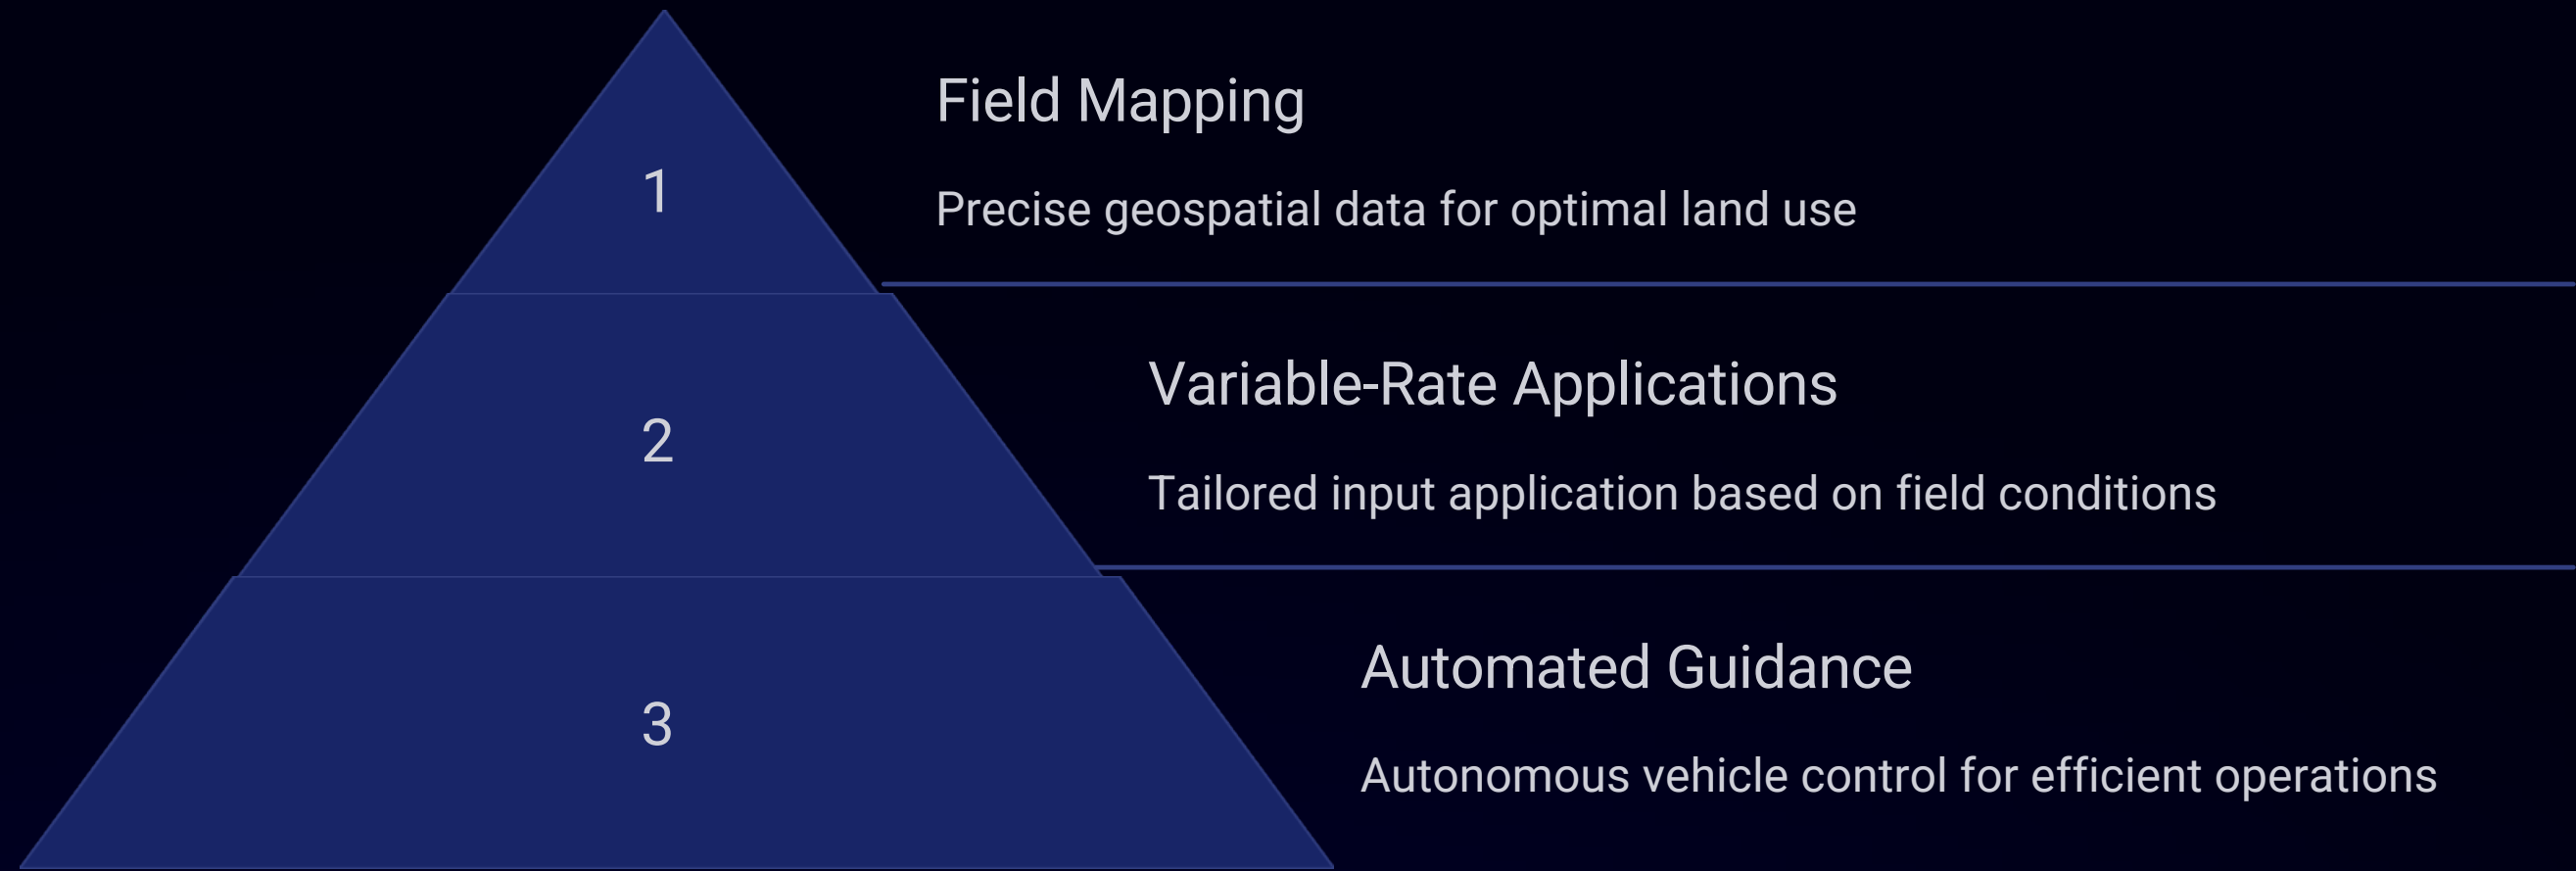 1
Field Mapping
Precise geospatial data for optimal land use
2
Variable-Rate Applications
Tailored input application based on field conditions
3
Automated Guidance
Autonomous vehicle control for efficient operations